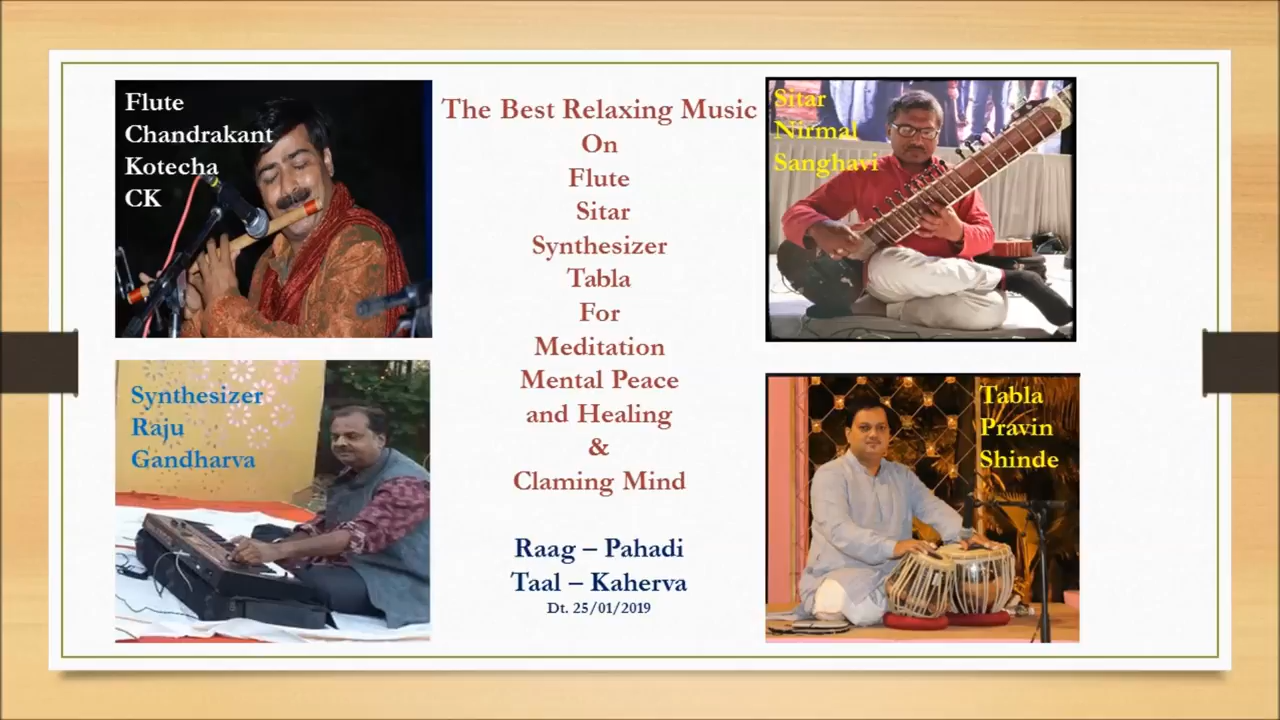 Flute
Chandrakant
Kotecha
CK
The Best Relaxing Music
On
Flute
Sitar
Synthesizer
Tabla
For
Meditation
Mental Peace
and Healing
&
Claming Mind
Raag – Pahadi
Taal – Kaherva
Dt. 25/01/2019
Sitar
Nirmal
Sanghavi
Synthesizer
Raju
Gandharva
Tabla
Pravin
Shinde